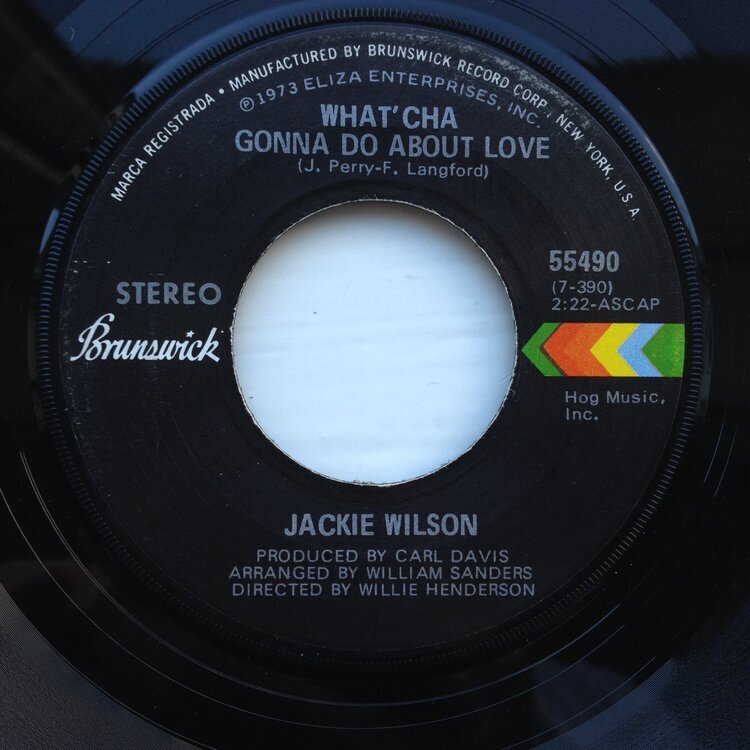 MARCA REGISTRADA • MANUFACTURED BY BRUNSWICK RECORD CORP., NEW YORK, U.S.A.
℗1973 ELIZA ENTERPRISES, INC.
WHAT'CHA
GONNA DO ABOUT LOVE
(J. Perry-F. Langford)
STEREO
Brunswick
55490
(7-390)
2:22-ASCAP
Hog Music,
Inc.
JACKIE WILSON
PRODUCED BY CARL DAVIS
ARRANGED BY WILLIAM SANDERS
DIRECTED BY WILLIE HENDERSON